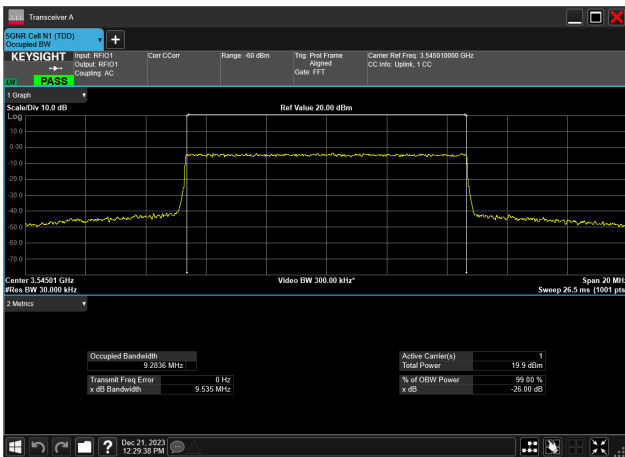 Transceiver A
5GNR Cell N1 (TDD)
Occupied BW
KEYSIGHT
Input: RFIO1
Output: RFIO1
Coupling: AC
Corr CCorr
Range: -60 dBm
Trig: Prot Frame
Aligned
Gate: FFT
Carrier Ref Freq: 3.545010000 GHz
CC Info: Uplink, 1 CC
PASS
1 Graph
Scale/Div 10.0 dB
Ref Value 20.00 dBm
Log
10.0
0.00
-10.0
-20.0
-30.0
-40.0
-50.0
-60.0
-70.0
Center 3.54501 GHz
Video BW 300.00 kHz*
Span 20 MHz
#Res BW 30.000 kHz
Sweep 26.5 ms (1001 pts
2 Metrics
Occupied Bandwidth
9.2836 MHz
Transmit Freq Error 0 Hz
x dB Bandwidth 9.535 MHz
Active Carrier(s) 1
Total Power 19.9 dBm
% of OBW Power 99.00 %
x dB -26.00 dB
Dec 21, 2023
12:29:38 PM